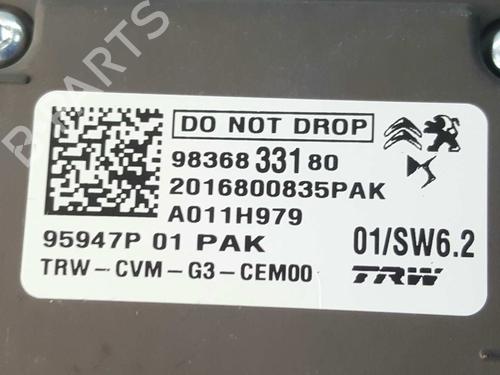 DO NOT DROP
98368 331 80
2016800835PAK
A011H979
95947P 01 PAK 01/SW6.2
TRW-CVM-G3-CEM00 TRW
B PARTS